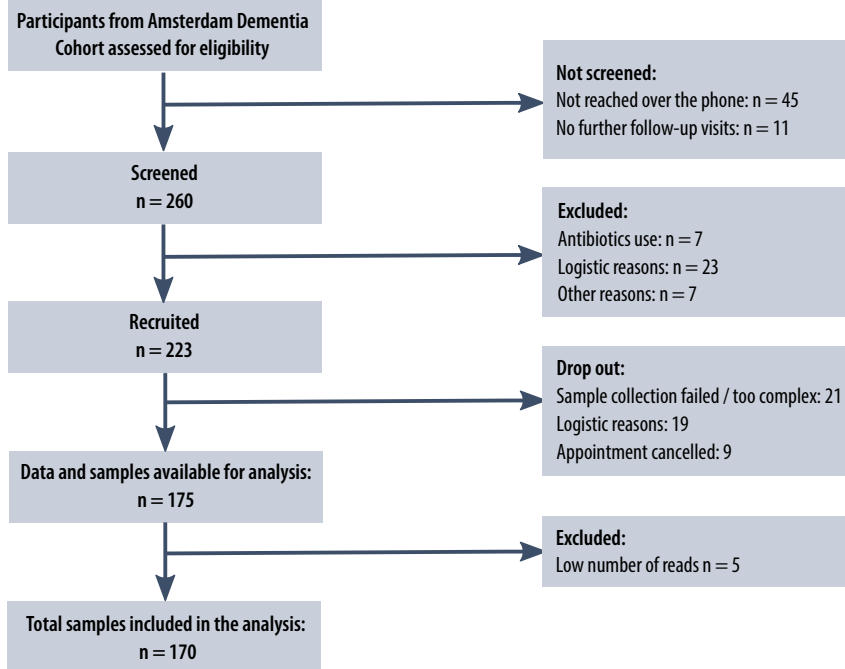 Participants from Amsterdam Dementia
Cohort assessed for eligibility
Not screened:
Not reached over the phone: n = 45
No further follow-up visits: n = 11
Screened
n = 260
Excluded:
Antibiotics use: n = 7
Logistic reasons: n = 23
Other reasons: n = 7
Recruited
n = 223
Drop out:
Sample collection failed / too complex: 21
Logistic reasons: 19
Appointment cancelled: 9
Data and samples available for analysis:
n = 175
Excluded:
Low number of reads n = 5
Total samples included in the analysis:
n = 170